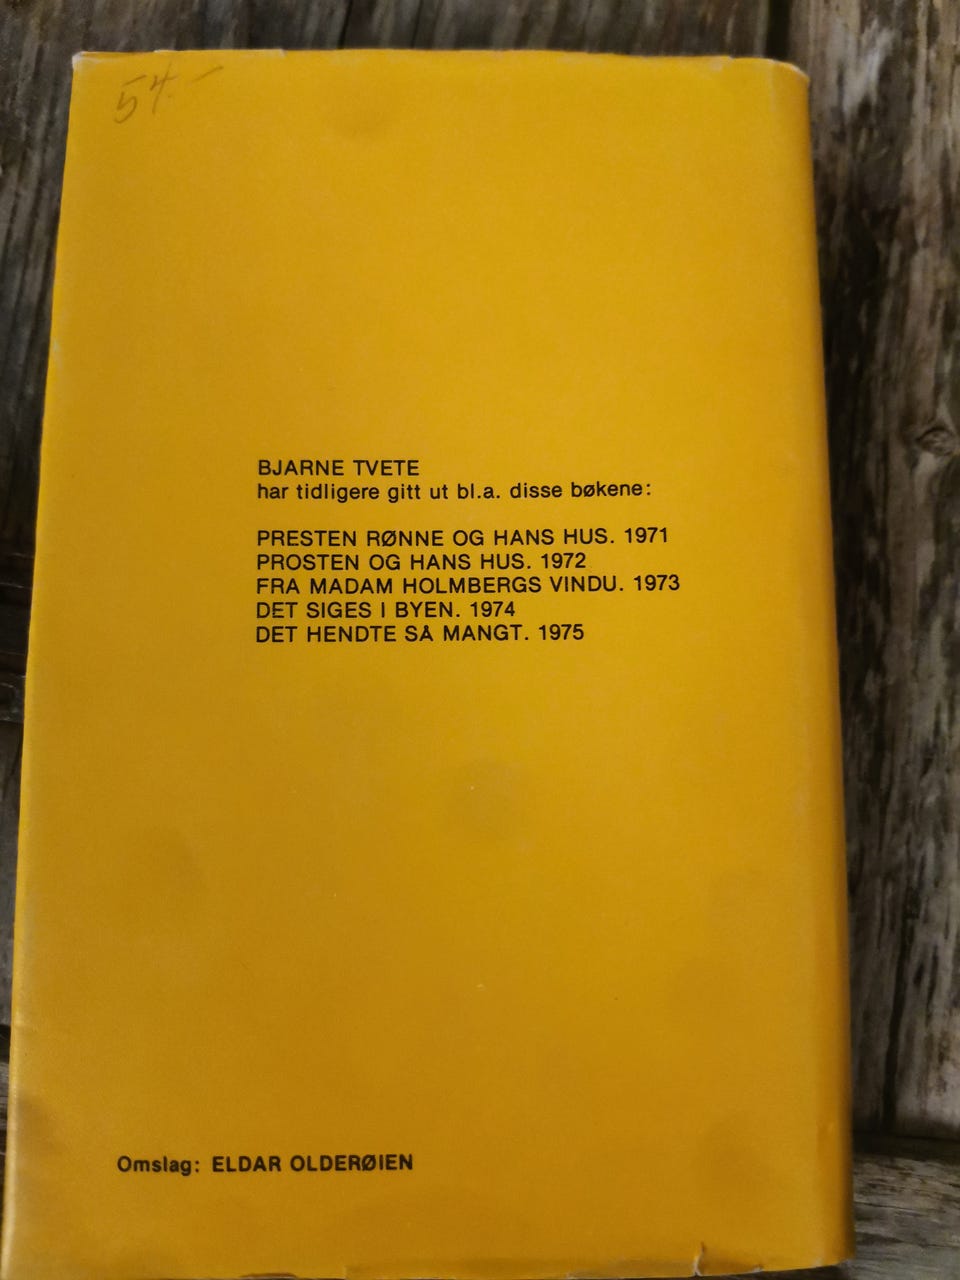 54.-
BJARNE TVETE
har tidligere gitt ut bl.a. disse bøkene:
PRESTEN RØNNE OG HANS HUS. 1971
PROSTEN OG HANS HUS. 1972
FRA MADAM HOLMBERGS VINDU. 1973
DET SIGES I BYEN. 1974
DET HENDTE SÅ MANGT. 1975
Omslag: ELDAR OLDERØIEN